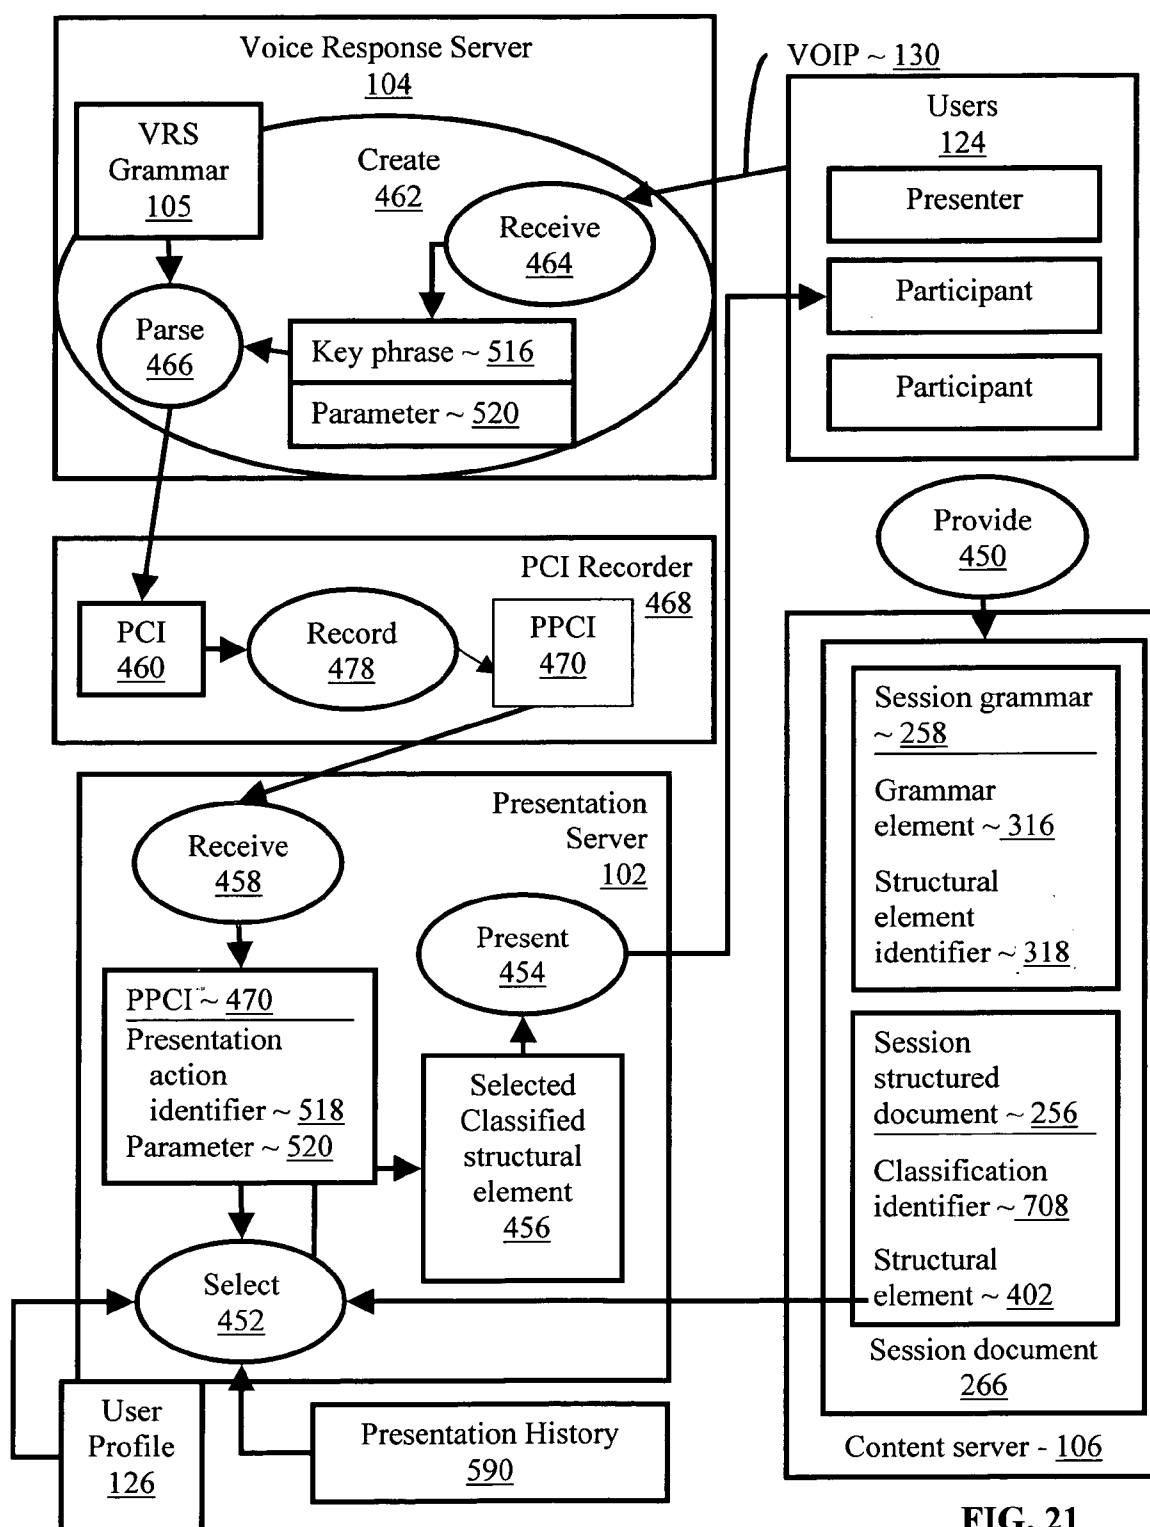 Voice Response Server
104
VRS
Grammar
105
Create
462
Receive
464
Parse
466
Key phrase ~ 516
Parameter ~ 520
VOIP ~ 130
Users
124
Presenter
Participant
Participant
Provide
450
PCI Recorder
468
PCI
460
Record
478
PPCI
470
Session grammar
~ 258
Grammar
element ~ 316
Structural
element
identifier ~ 318
Session
structured
document ~ 256
Classification
identifier ~ 708
Structural
element ~ 402
Session document
266
Content server - 106
Presentation
Server
102
Receive
458
Present
454
PPCI ~ 470
Presentation
action
identifier ~ 518
Parameter ~ 520
Selected
Classified
structural
element
456
Select
452
User
Profile
126
Presentation History
590
FIG. 21